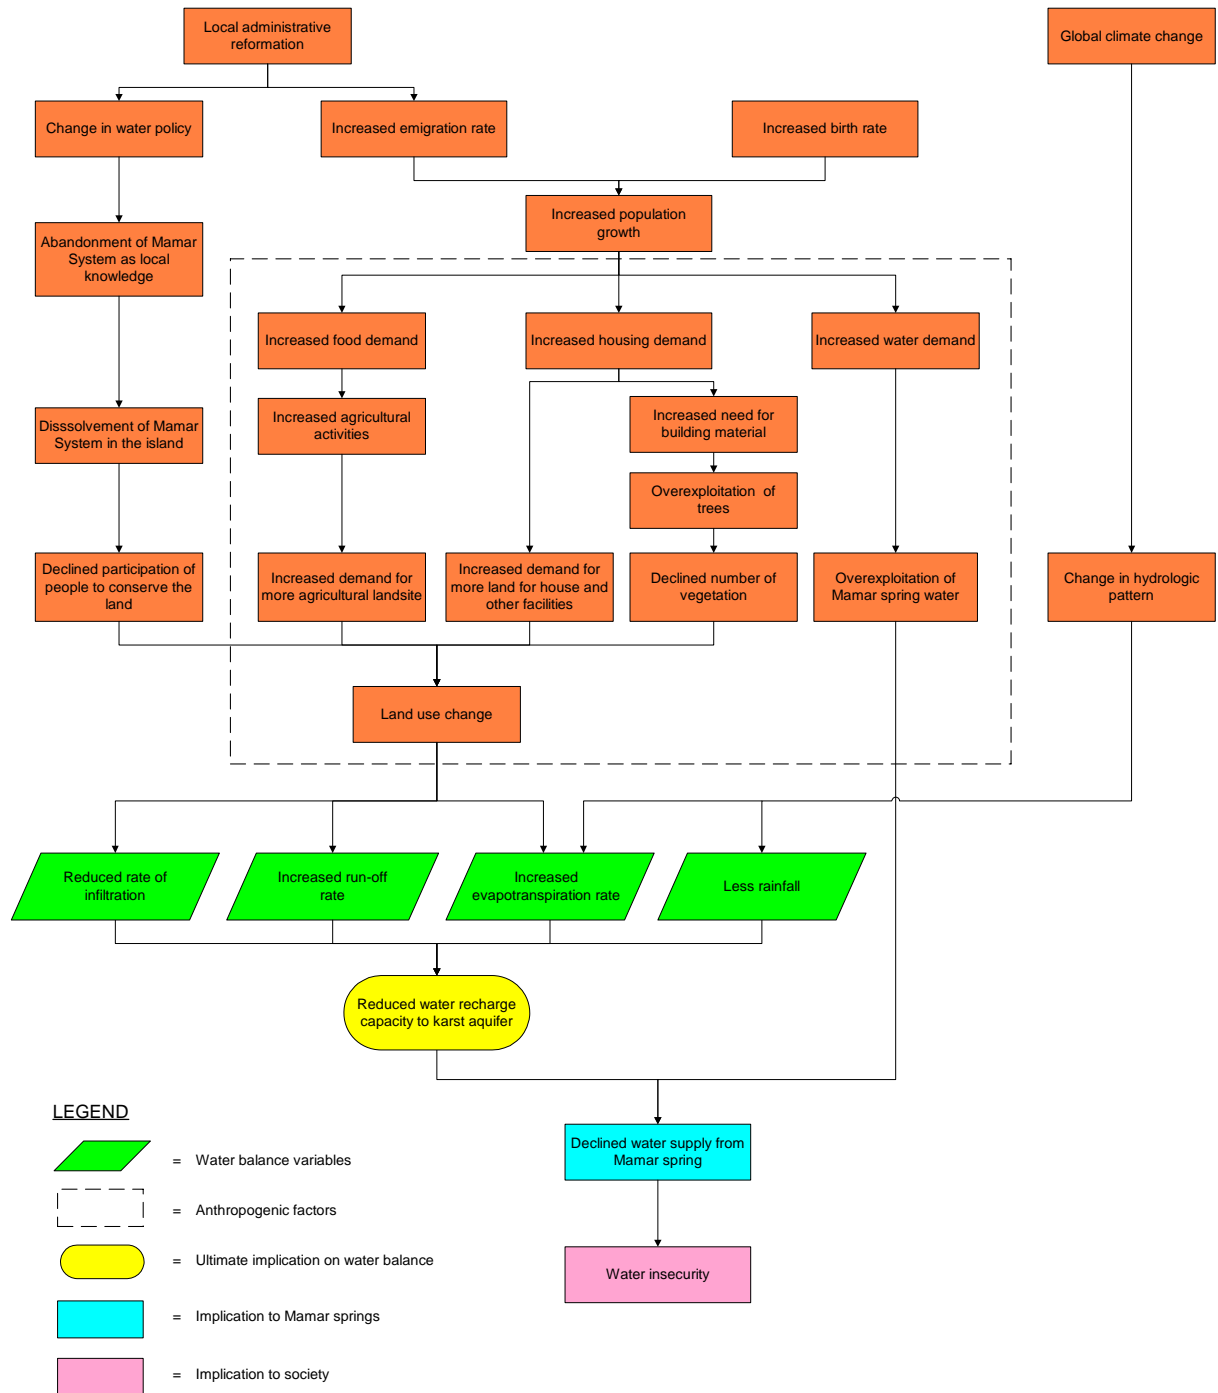 Local administrative
reformation
Global climate change
Change in water policy
Increased emigration rate
Increased birth rate
Increased population
growth
Abandonment of Mamar
System as local
knowledge
Increased food demand
Increased housing demand
Increased water demand
Increased agricultural
activities
Increased need for
building material
Disssolvement of Mamar
System in the island
Overexploitation of
trees
Declined participation of
people to conserve the
land
Increased demand for
more agricultural landsite
Increased demand for
more land for house and
other facilities
Declined number of
vegetation
Overexploitation of
Mamar spring water
Change in hydrologic
pattern
Land use change
Reduced rate of
infiltration
Increased run-off
rate
Increased
evapotranspiration rate
Less rainfall
Reduced water recharge
capacity to karst aquifer
Declined water supply from
Mamar spring
Water insecurity
LEGEND
= Water balance variables
= Anthropogenic factors
= Ultimate implication on water balance
= Implication to Mamar springs
= Implication to society